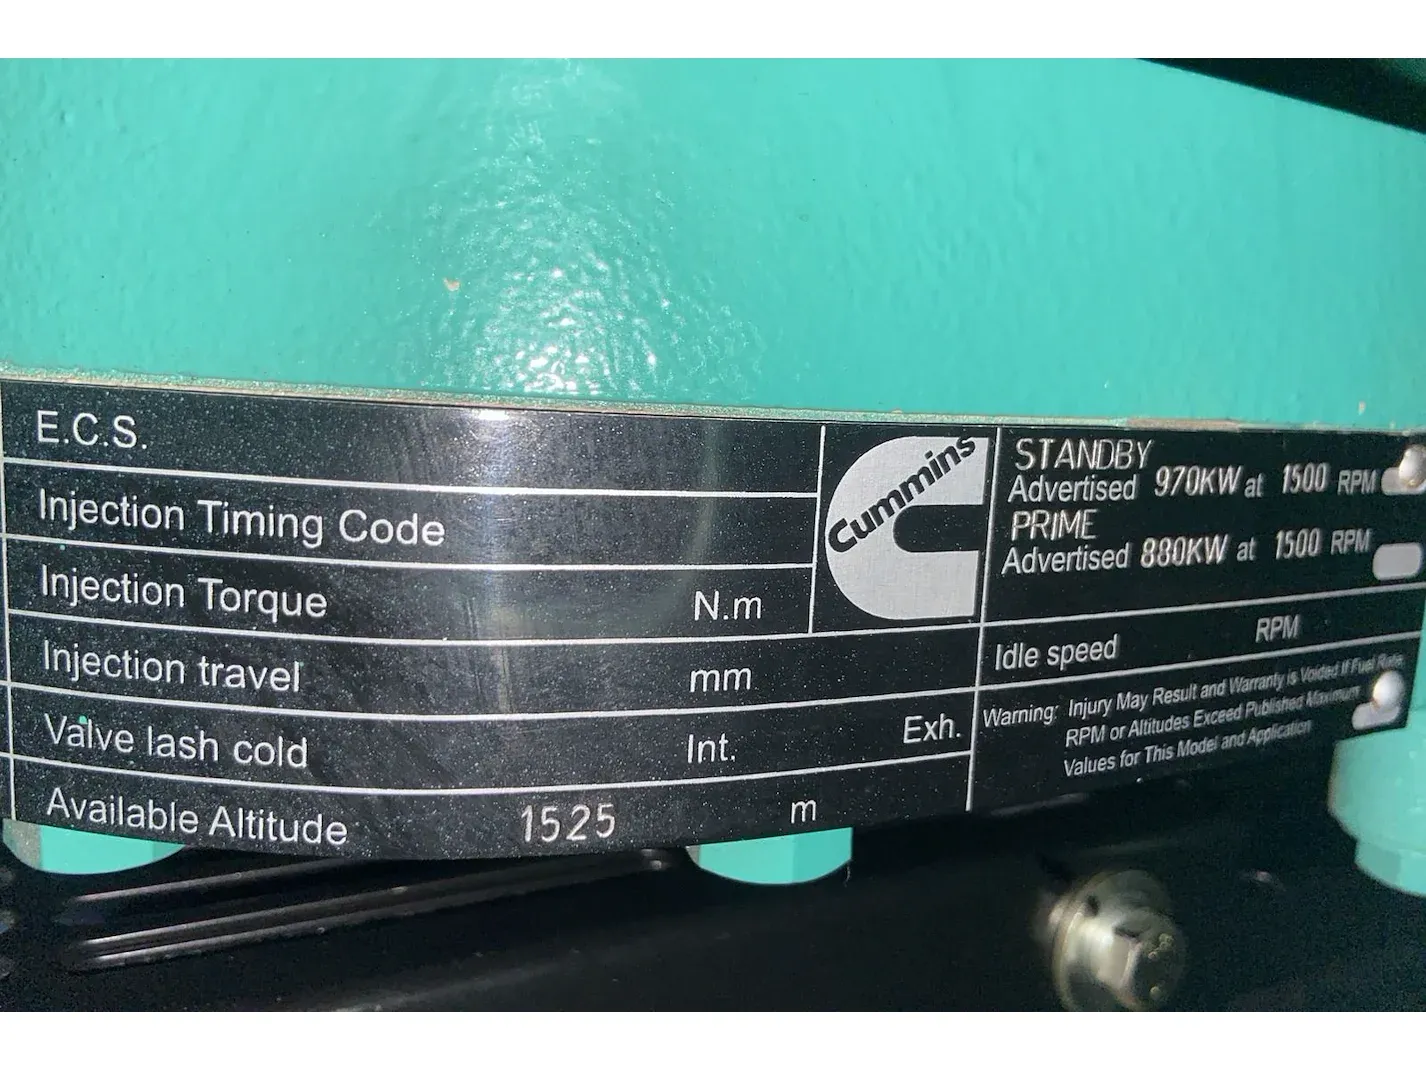 E.C.S.
Injection Timing Code
Injection Torque N.m
Injection travel mm
Valve lash cold Int. Exh.
Available Altitude 1525 m
Cummins
STANDBY
Advertised 970KW at 1500 RPM
PRIME
Advertised 880KW at 1500 RPM
Idle speed RPM
Warning: Injury May Result and Warranty is Voided If Fuel Rate
RPM or Altitudes Exceed Published Maximum
Values for This Model and Application